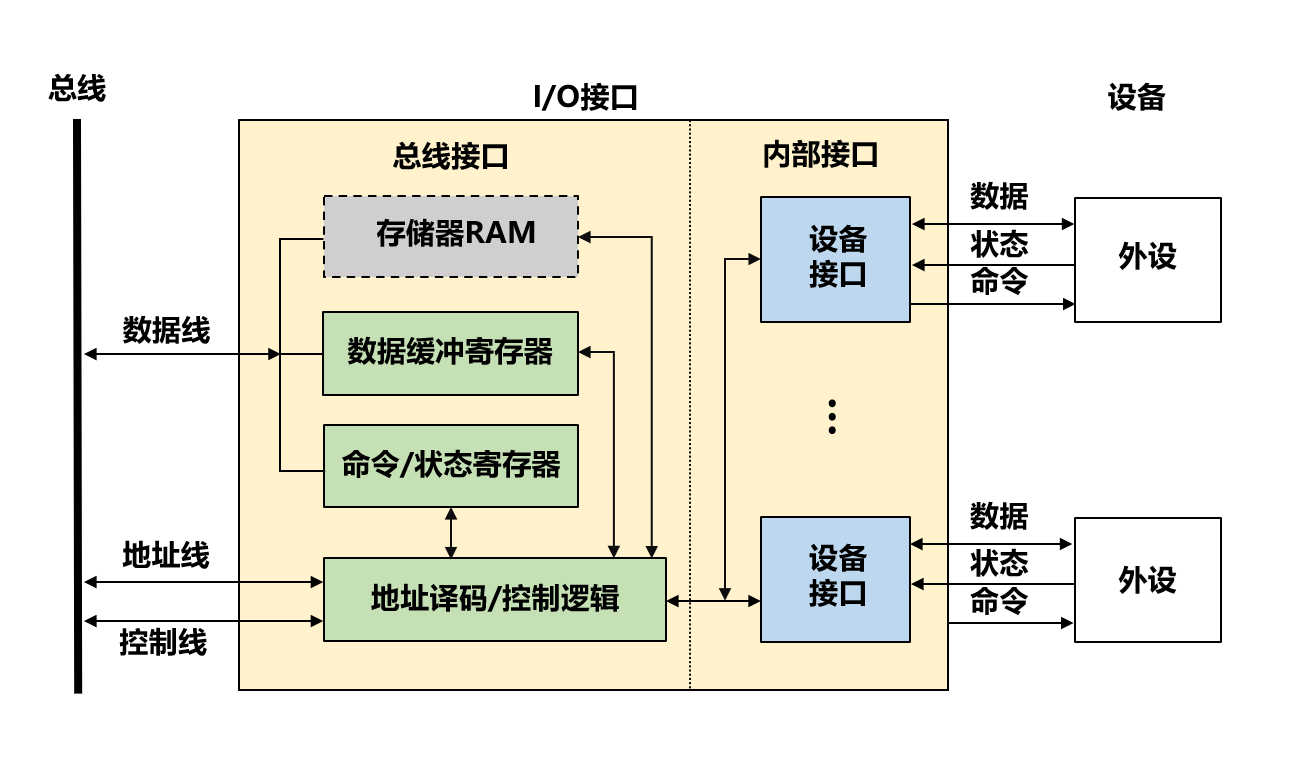 总线
I/O接口
设备
总线接口
内部接口
存储器RAM
数据缓冲寄存器
命令/状态寄存器
地址译码/控制逻辑
数据线
地址线
控制线
设备
接口
数据
状态
命令
外设
设备
接口
数据
状态
命令
外设